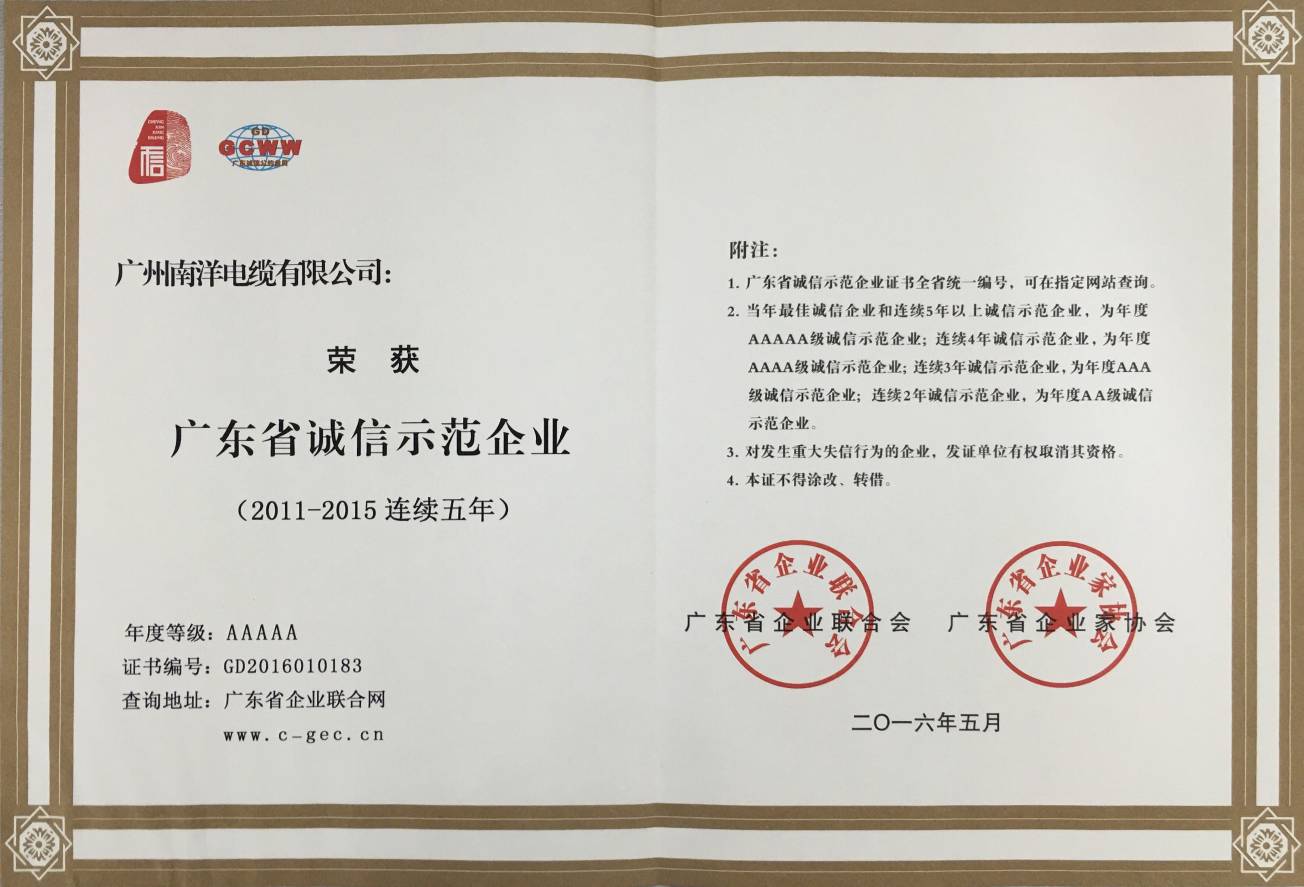 信
GD
GCWW
广州南洋电缆有限公司：
荣 获
广东省诚信示范企业
（2011-2015 连续五年）
年度等级：AAAAA
证书编号：GD2016010183
查询地址：广东省企业联合网
www.c-gec.cn
附注：
1. 广东省诚信示范企业证书全省统一编号，可在指定网站查询。
2. 当年最佳诚信企业和连续5年以上诚信示范企业，为年度
AAAAA级诚信示范企业；连续4年诚信示范企业，为年度
AAAA级诚信示范企业；连续3年诚信示范企业，为年度AAA
级诚信示范企业；连续2年诚信示范企业，为年度AA级诚信
示范企业。
3. 对发生重大失信行为的企业，发证单位有权取消其资格。
4. 本证不得涂改、转借。
广东省企业联合会
广东省企业家协会
广东省企业联合会 广东省企业家协会
二〇一六年五月